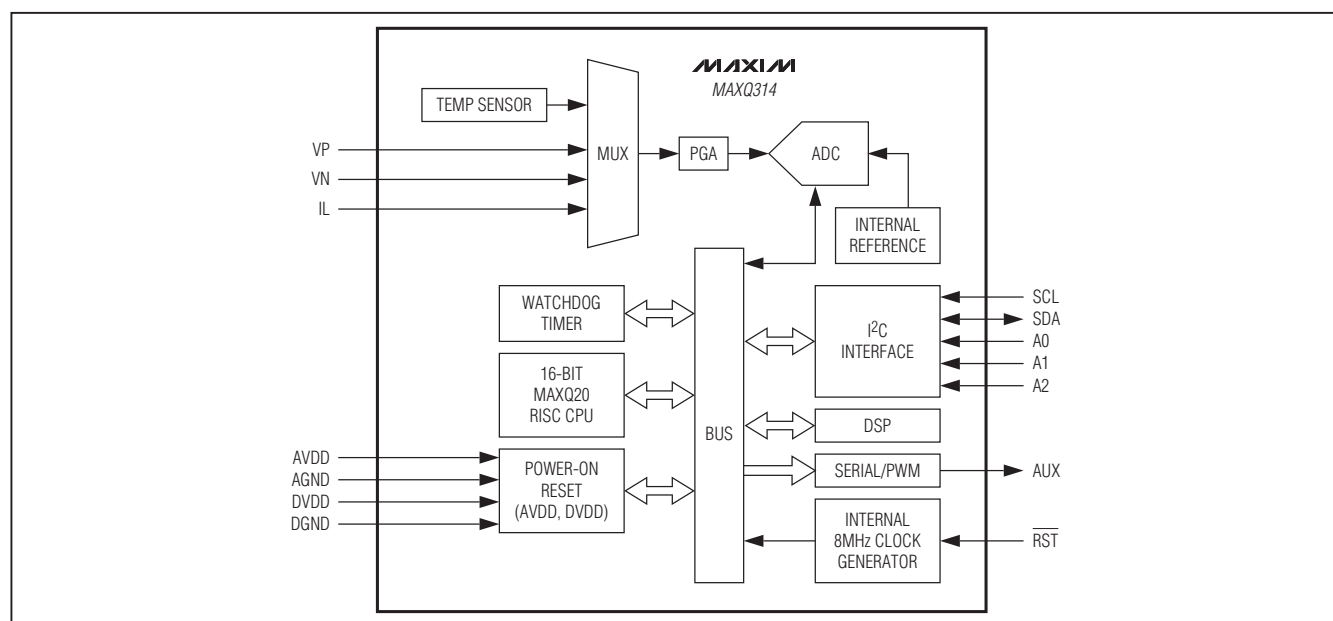 MAXIM
MAXQ314
TEMP SENSOR
VP
VN
IL
MUX
PGA
ADC
INTERNAL
REFERENCE
WATCHDOG
TIMER
16-BIT
MAXQ20
RISC CPU
AVDD
AGND
DVDD
DGND
POWER-ON
RESET
(AVDD, DVDD)
BUS
I²C
INTERFACE
SCL
SDA
A0
A1
A2
DSP
SERIAL/PWM
AUX
INTERNAL
8MHz CLOCK
GENERATOR
R̅S̅T̅